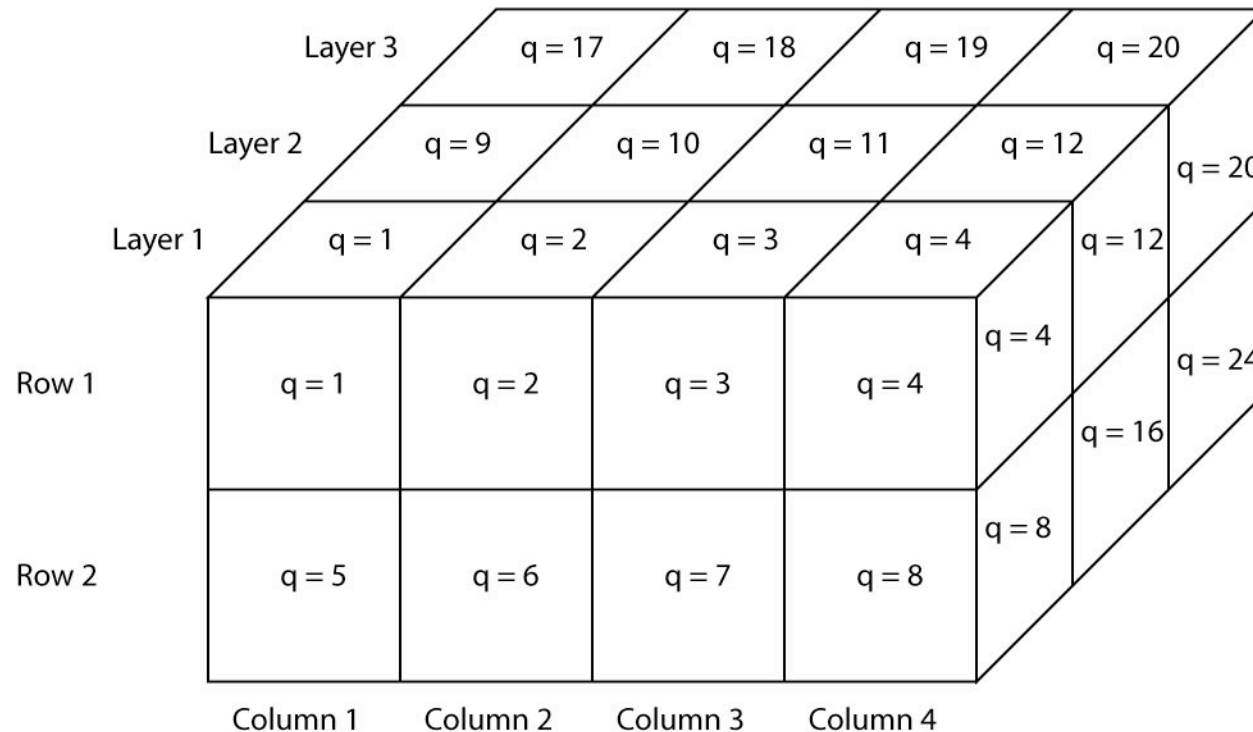 Layer 3 q = 17 q = 18 q = 19 q = 20
Layer 2 q = 9 q = 10 q = 11 q = 12 q = 20
Layer 1 q = 1 q = 2 q = 3 q = 4 q = 12
q = 4
Row 1 q = 1 q = 2 q = 3 q = 4 q = 24
q = 16
q = 8
Row 2 q = 5 q = 6 q = 7 q = 8
Column 1 Column 2 Column 3 Column 4